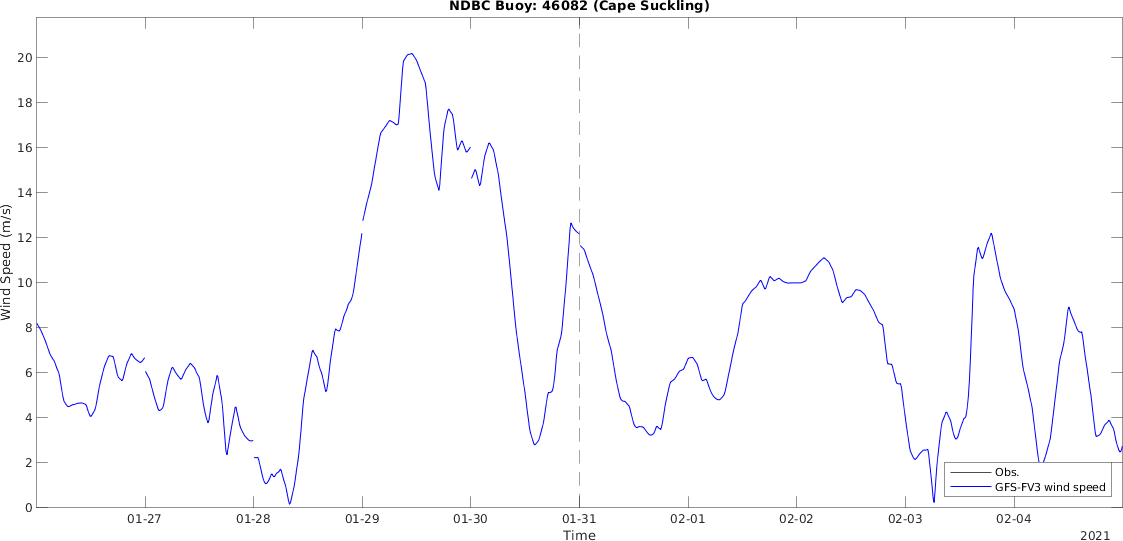 NDBC Buoy: 46082 (Cape Suckling)
20
18
16
14
12
10
8
6
4
2
0
Wind Speed (m/s)
Obs.
GFS-FV3 wind speed
01-27 01-28 01-29 01-30 01-31 02-01 02-02 02-03 02-04
Time
2021